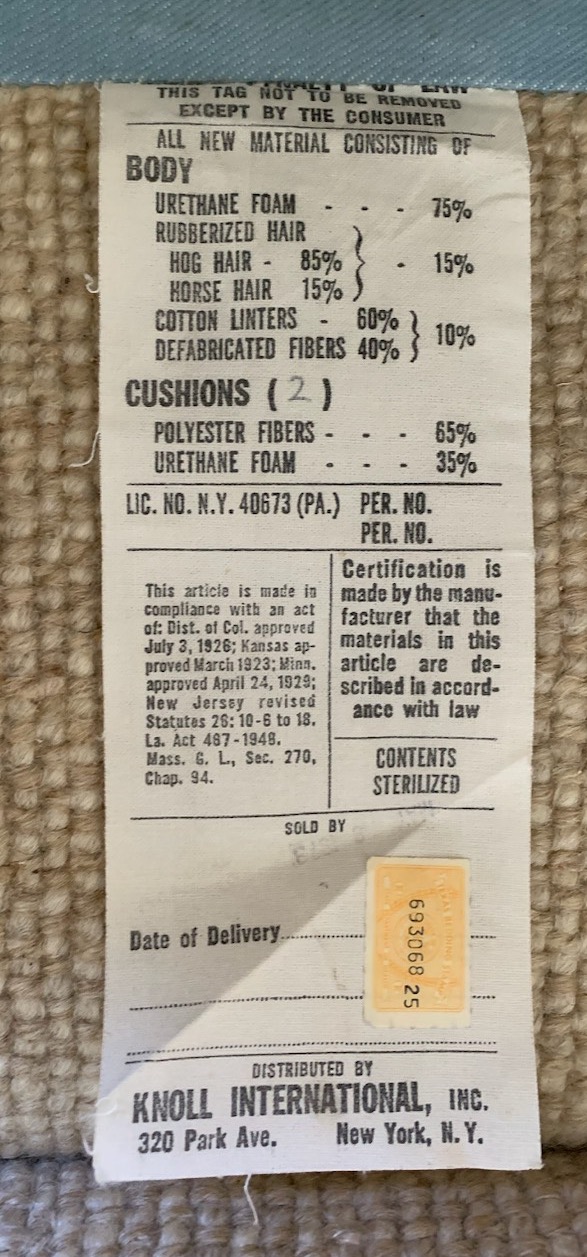 OF LAW
THIS TAG NOT TO BE REMOVED
EXCEPT BY THE CONSUMER
ALL NEW MATERIAL CONSISTING OF
BODY
URETHANE FOAM - - - 75%
RUBBERIZED HAIR
HOG HAIR - 85% } - 15%
HORSE HAIR 15%
COTTON LINTERS - 60% } 10%
DEFABRICATED FIBERS 40%
CUSHIONS (2)
POLYESTER FIBERS - - - 65%
URETHANE FOAM - - - 35%
LIC. NO. N.Y. 40673 (PA.) PER. NO.
PER. NO.
This article is made in
compliance with an act
of: Dist. of Col. approved
July 3, 1926; Kansas ap-
proved March 1923; Minn.
approved April 24, 1929;
New Jersey revised
Statutes 26: 10-6 to 18.
La. Act 467-1948.
Mass. G. L., Sec. 270,
Chap. 94.
Certification is
made by the manu-
facturer that the
materials in this
article are de-
scribed in accord-
ance with law
CONTENTS
STERILIZED
SOLD BY
693068 25
Date of Delivery
DISTRIBUTED BY
KNOLL INTERNATIONAL, INC.
320 Park Ave. New York, N.Y.